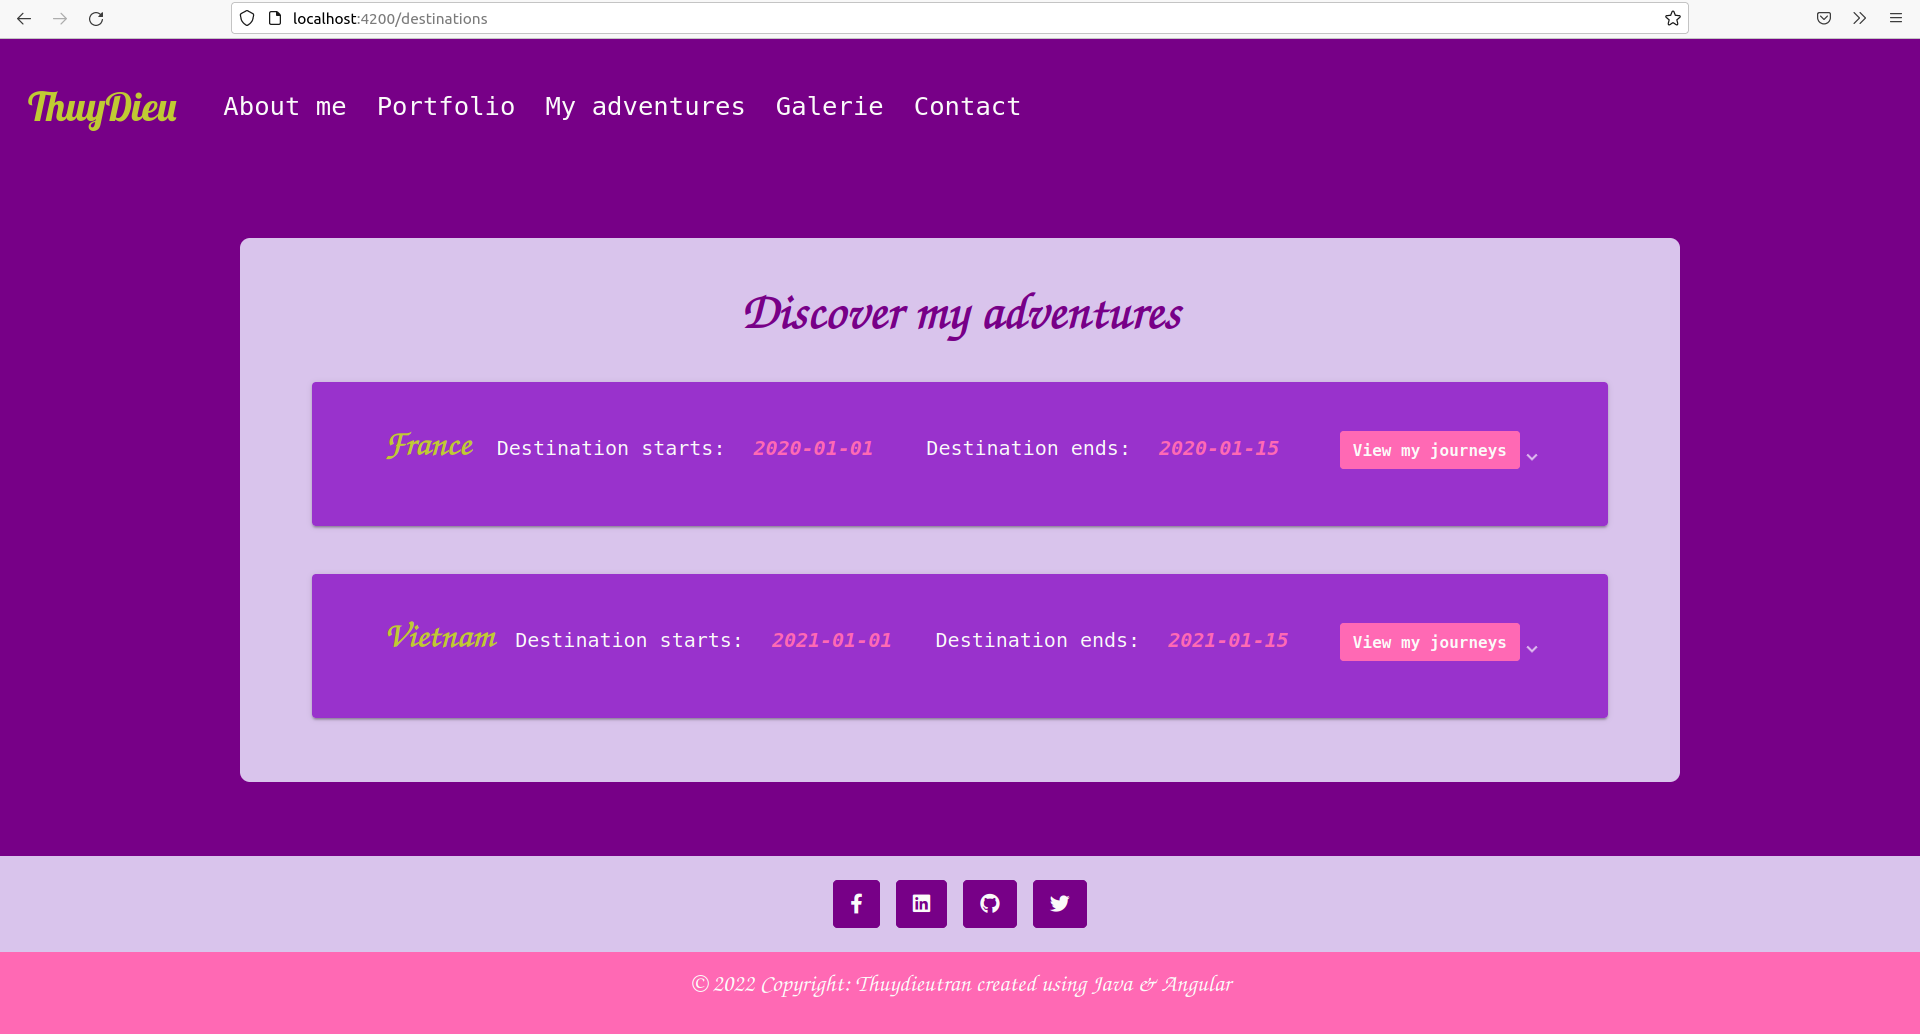 localhost:4200/destinations
ThuyDieu About me Portfolio My adventures Galerie Contact
Discover my adventures
France Destination starts: 2020-01-01 Destination ends: 2020-01-15 View my journeys
Vietnam Destination starts: 2021-01-01 Destination ends: 2021-01-15 View my journeys
© 2022 Copyright: Thuydieutran created using Java & Angular